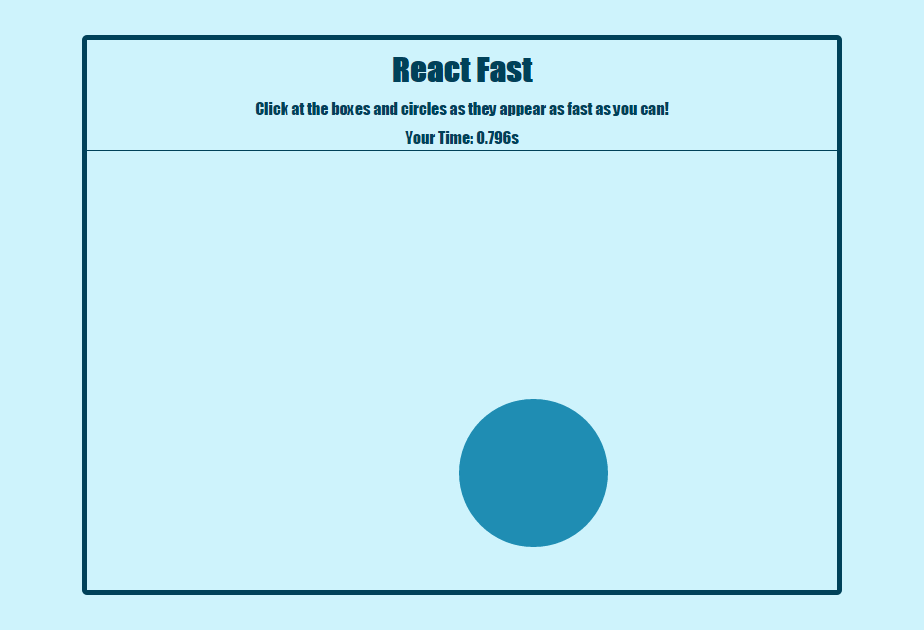 React Fast
Click at the boxes and circles as they appear as fast as you can!
Your Time: 0.796s